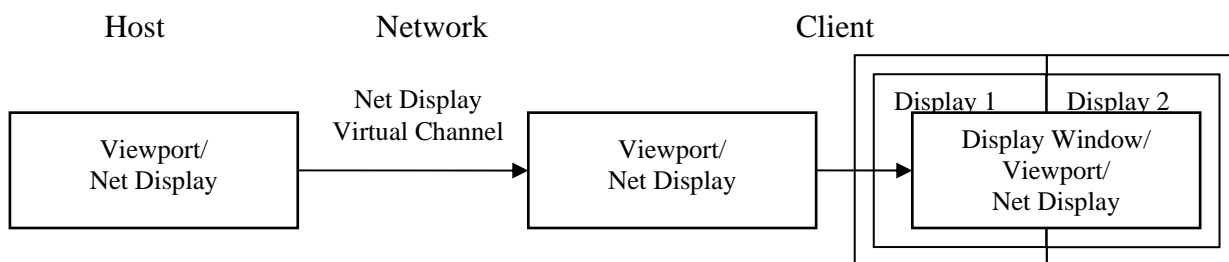 Host
Network
Client
Net Display
Virtual Channel
Viewport/
Net Display
Viewport/
Net Display
Display 1
Display 2
Display Window/
Viewport/
Net Display